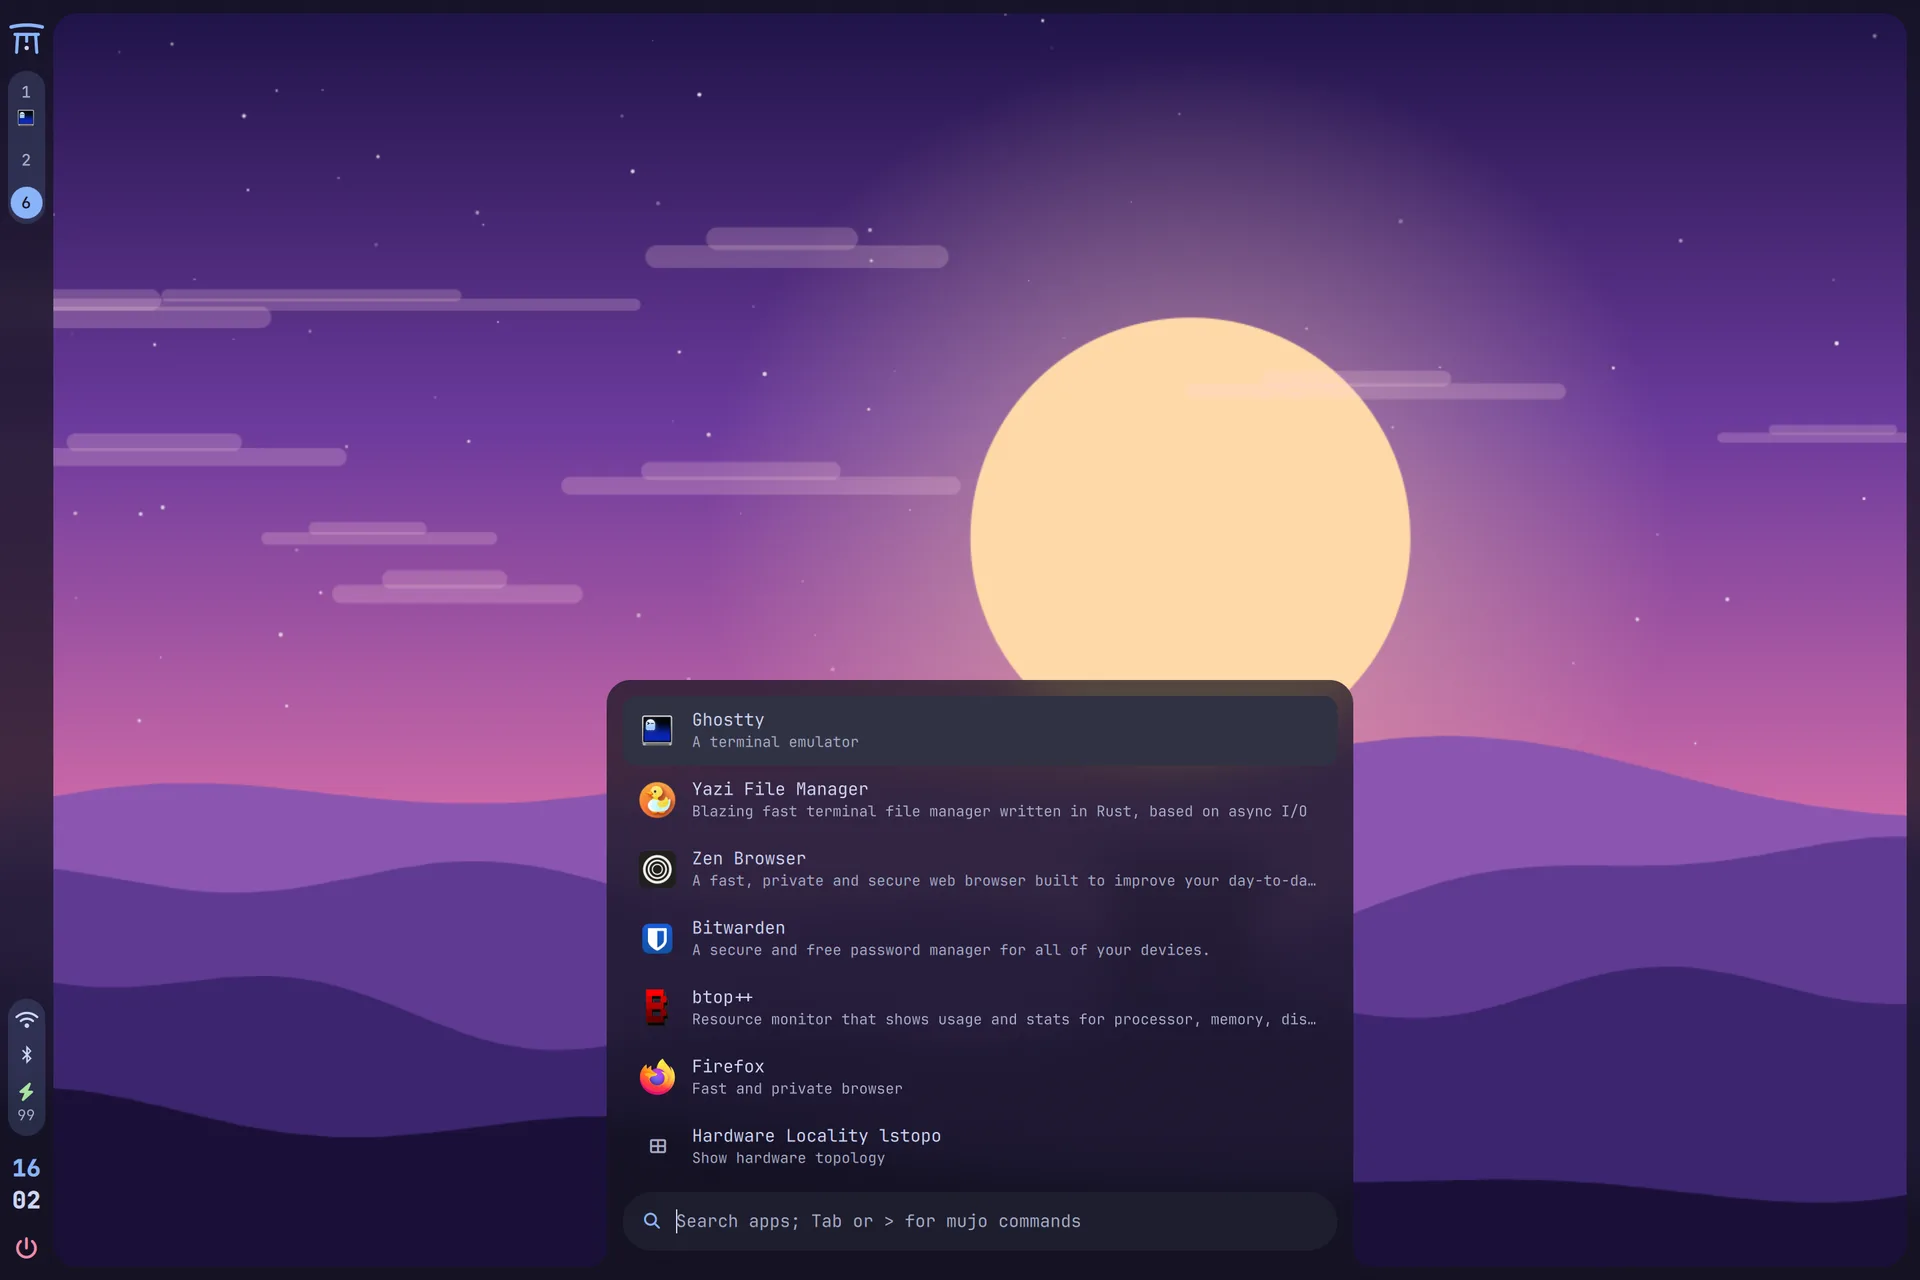 1
2
6
99
16
02
Ghostty
A terminal emulator
Yazi File Manager
Blazing fast terminal file manager written in Rust, based on async I/O
Zen Browser
A fast, private and secure web browser built to improve your day-to-da…
Bitwarden
A secure and free password manager for all of your devices.
btop++
Resource monitor that shows usage and stats for processor, memory, dis…
Firefox
Fast and private browser
Hardware Locality lstopo
Show hardware topology
Search apps; Tab or > for mujo commands